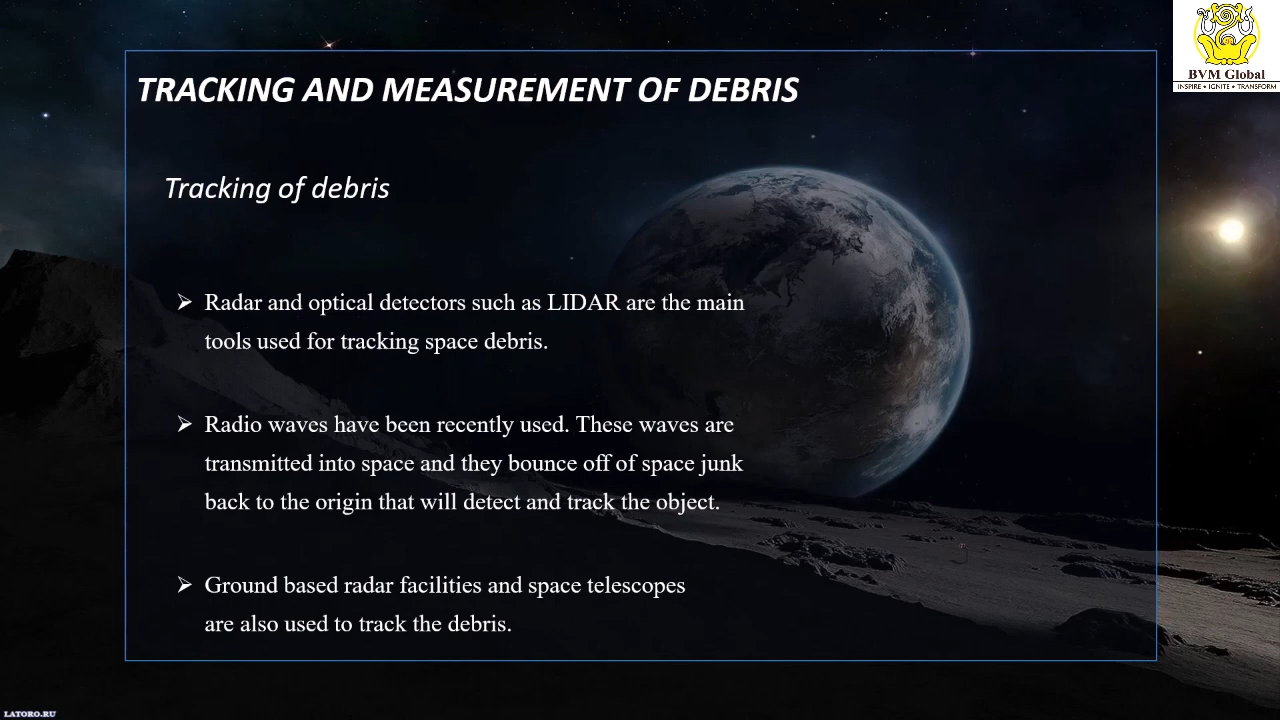 BVM Global
INSPIRE • IGNITE • TRANSFORM
TRACKING AND MEASUREMENT OF DEBRIS
Tracking of debris
➢ Radar and optical detectors such as LIDAR are the main
tools used for tracking space debris.
➢ Radio waves have been recently used. These waves are
transmitted into space and they bounce off of space junk
back to the origin that will detect and track the object.
➢ Ground based radar facilities and space telescopes
are also used to track the debris.
LATORO.RU